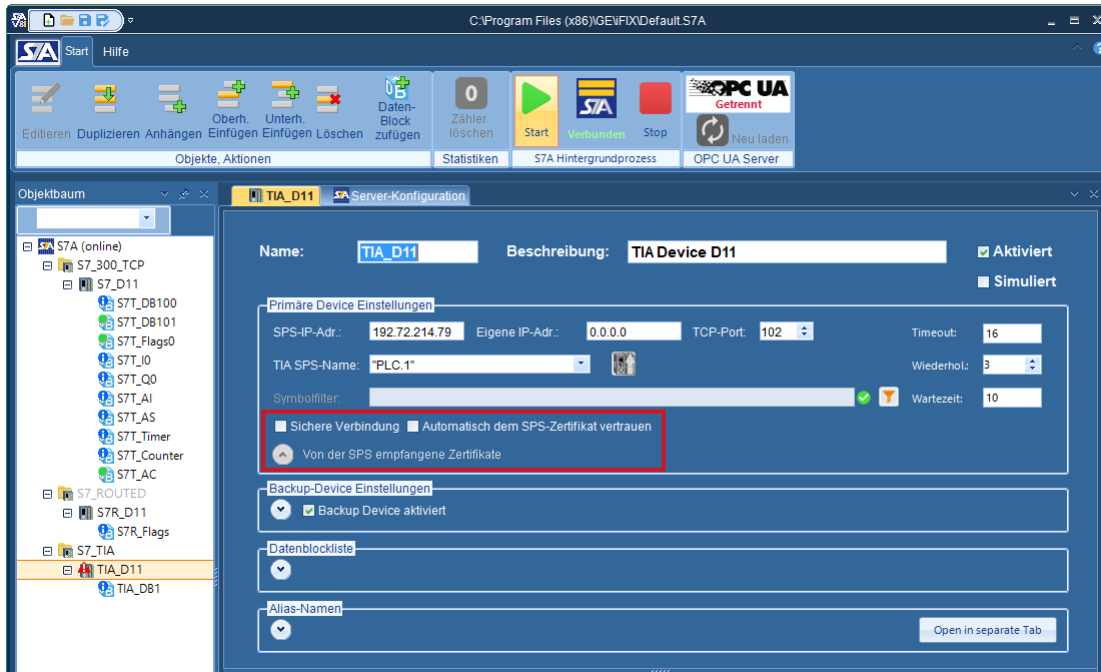 C:\Program Files (x86)\GE\iFIX\Default.S7A
S7A
Start
Hilfe
Editieren
Duplizieren
Anhängen
Oberh. Einfügen
Unterh. Einfügen
Löschen
Daten-Block zufügen
0
Zähler löschen
Start
S7A
Verbunden
Stop
OPC UA
Getrennt
Neu laden
Objekte, Aktionen
Statistiken
S7A Hintergrundprozess
OPC UA Server
Objektbaum
S7A (online)
S7_300_TCP
S7_D11
S7T_DB100
S7T_DB101
S7T_Flags0
S7T_I0
S7T_Q0
S7T_AI
S7T_AS
S7T_Timer
S7T_Counter
S7T_AC
S7_ROUTED
S7R_D11
S7R_Flags
S7_TIA
TIA_D11
TIA_DB1
TIA_D11
Server-Konfiguration
Name: TIA_D11 Beschreibung: TIA Device D11 Aktiviert
Simuliert
Primäre Device Einstellungen
SPS-IP-Adr.: 192.72.214.79 Eigene IP-Adr.: 0.0.0.0 TCP-Port: 102 Timeout: 16
TIA SPS-Name: "PLC.1" Wiederhol.: 3
Symbolfilter: Wartezeit: 10
Sichere Verbindung Automatisch dem SPS-Zertifikat vertrauen
Von der SPS empfangene Zertifikate
Backup-Device Einstellungen
Backup Device aktiviert
Datenblockliste
Alias-Namen
Open in separate Tab